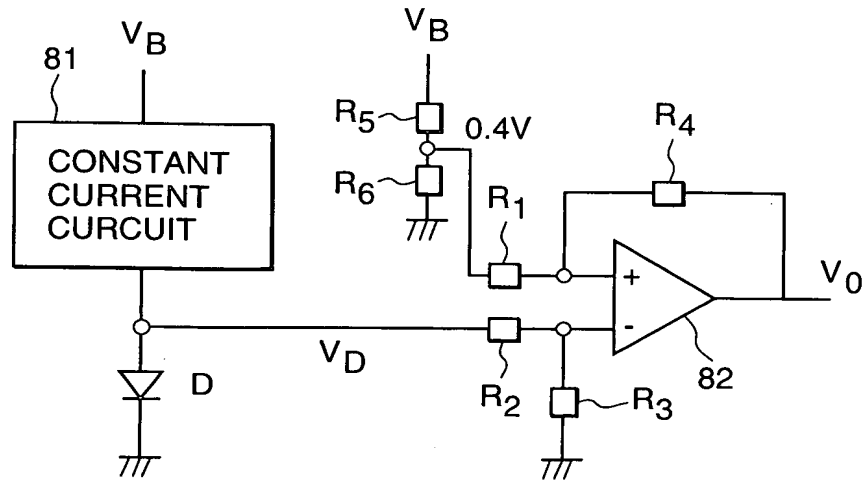 81
V_B
CONSTANT
CURRENT
CURCUIT
V_D
D
V_B
R_5
0.4V
R_6
R_1
R_4
+
-
V_0
82
R_2
R_3